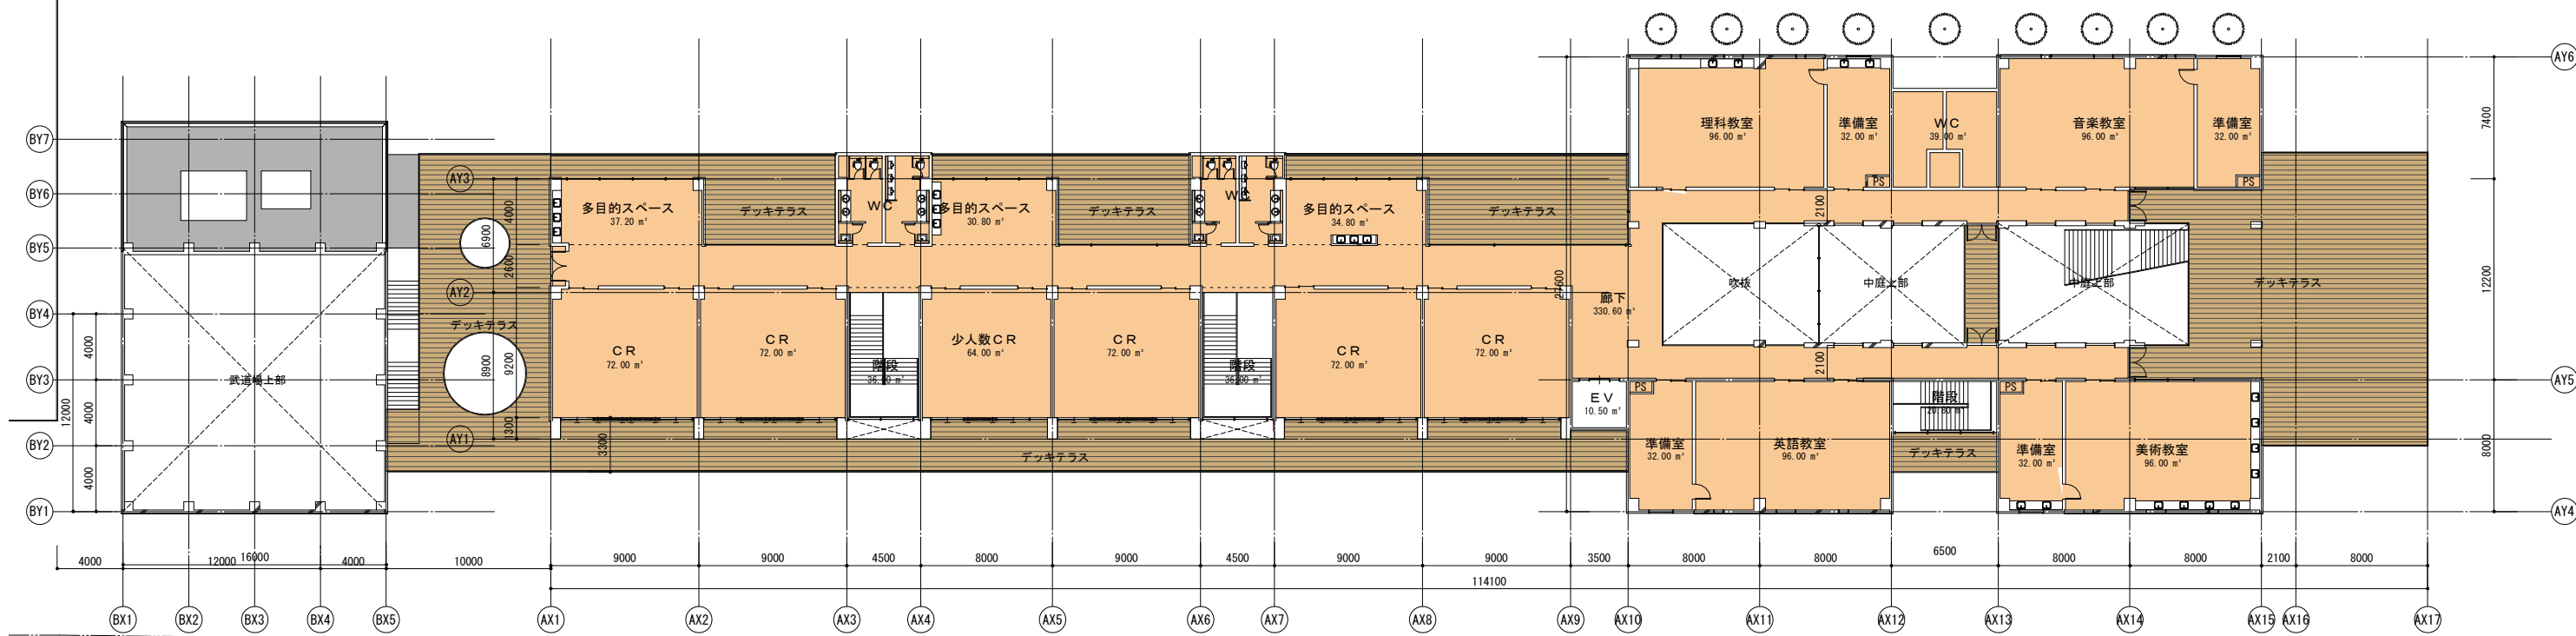 AY6
7400
理科教室
96.00 ㎡
準備室
32.00 ㎡
PS
WC
39.00 ㎡
音楽教室
96.00 ㎡
準備室
32.00 ㎡
PS
BY7
BY6
BY5
BY4
BY3
BY2
BY1
AY3
AY2
AY1
4000
6900
2600
8900
9200
1300
3300
多目的スペース
37.20 ㎡
デッキテラス
WC
多目的スペース
30.80 ㎡
デッキテラス
WC
多目的スペース
34.80 ㎡
デッキテラス
27600
2100
廊下
330.60 ㎡
吹抜
中庭上部
中庭上部
デッキテラス
12200
2100
デッキテラス
武道場上部
12000
4000
4000
4000
CR
72.00 ㎡
CR
72.00 ㎡
階段
36.00 ㎡
少人数CR
64.00 ㎡
CR
72.00 ㎡
階段
36.00 ㎡
CR
72.00 ㎡
CR
72.00 ㎡
EV
10.50 ㎡
PS
準備室
32.00 ㎡
英語教室
96.00 ㎡
階段
20.80 ㎡
デッキテラス
PS
準備室
32.00 ㎡
美術教室
96.00 ㎡
AY5
8000
AY4
デッキテラス
4000
16000
12000
4000
10000
9000
9000
4500
8000
9000
4500
9000
9000
3500
8000
8000
6500
8000
8000
2100
8000
114100
BX1
BX2
BX3
BX4
BX5
AX1
AX2
AX3
AX4
AX5
AX6
AX7
AX8
AX9
AX10
AX11
AX12
AX13
AX14
AX15
AX16
AX17